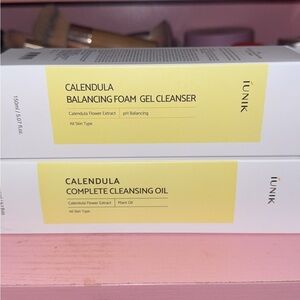 CALENDULA
BALANCING FOAM GEL CLEANSER
Calendula Flower Extract | pH Balancing
All Skin Type
IUNIK
150ml / 5.07 fl.oz
CALENDULA
COMPLETE CLEANSING OIL
Calendula Flower Extract | Plant Oil
All Skin Type
IUNIK